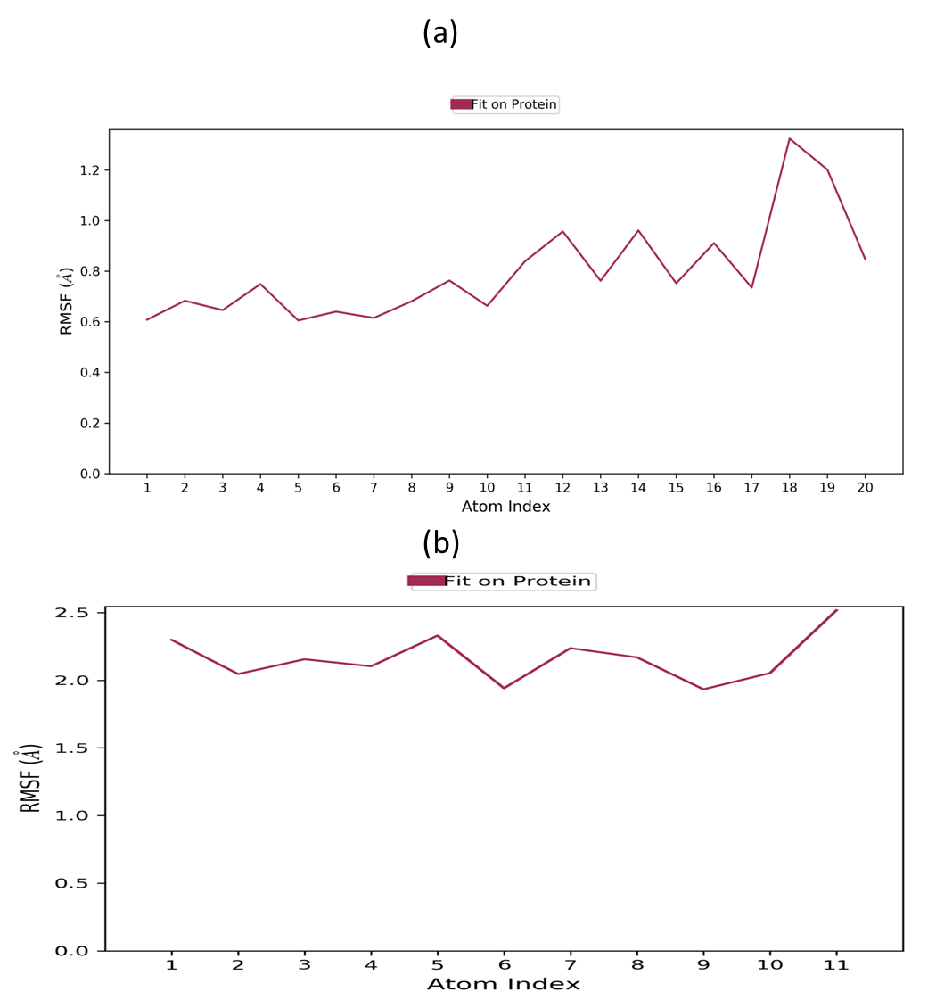 (a)
Fit on Protein
1.2
1.0
0.8
0.6
0.4
0.2
0.0
RMSF (Å)
1 2 3 4 5 6 7 8 9 10 11 12 13 14 15 16 17 18 19 20
Atom Index
(b)
Fit on Protein
2.5
2.0
1.5
1.0
0.5
0.0
RMSF (Å)
1 2 3 4 5 6 7 8 9 10 11
Atom Index